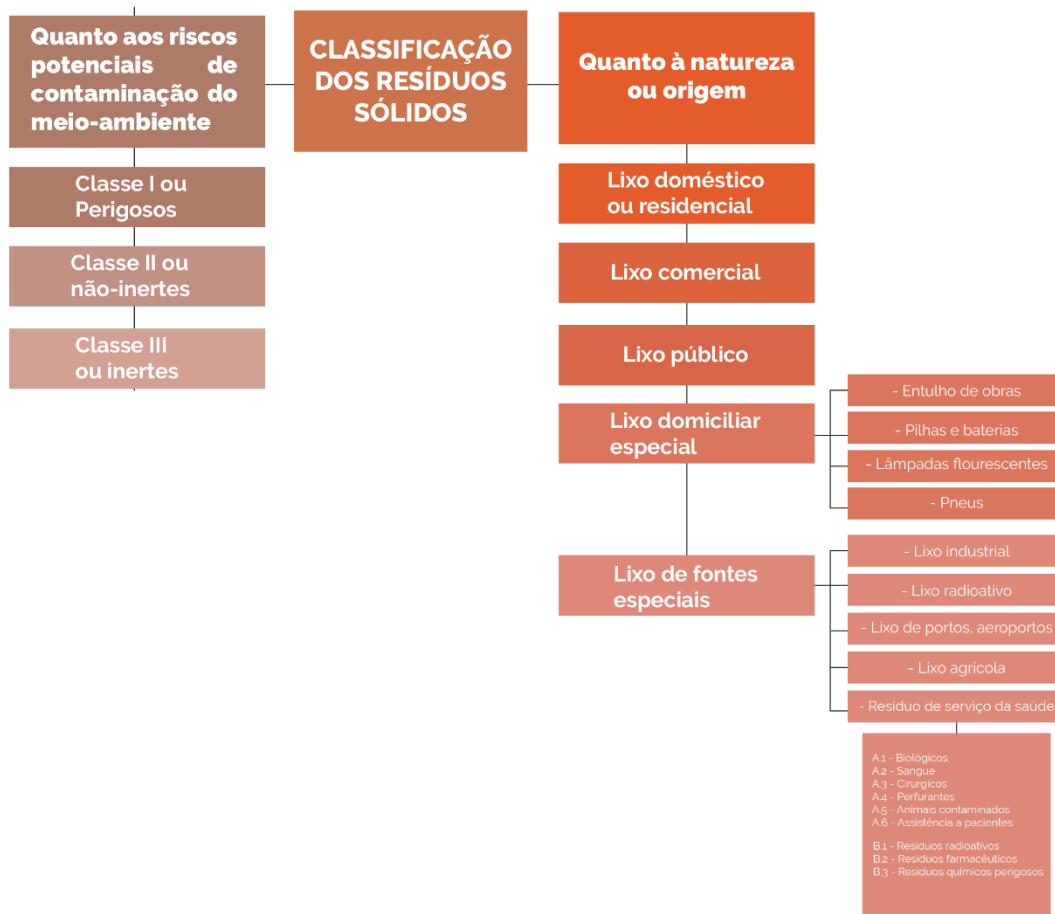 Quanto aos riscos
potenciais de
contaminação do
meio-ambiente
Classe I ou
Perigosos
Classe II ou
não-inertes
Classe III
ou inertes
CLASSIFICAÇÃO
DOS RESÍDUOS
SÓLIDOS
Quanto à natureza
ou origem
Lixo doméstico
ou residencial
Lixo comercial
Lixo público
Lixo domiciliar
especial
- Entulho de obras
- Pilhas e baterias
- Lâmpadas flourescentes
- Pneus
Lixo de fontes
especiais
- Lixo industrial
- Lixo radioativo
- Lixo de portos, aeroportos
- Lixo agricola
- Resíduo de serviço da saúde
A.1 - Biológicos
A.2 - Sangue
A.3 - Cirurgicos
A.4 - Perfurantes
A.5 - Animais contaminados
A.6 - Assistência a pacientes
B.1 - Resíduos radioativos
B.2 - Resíduos farmacêuticos
B.3 - Resíduos químicos perigosos